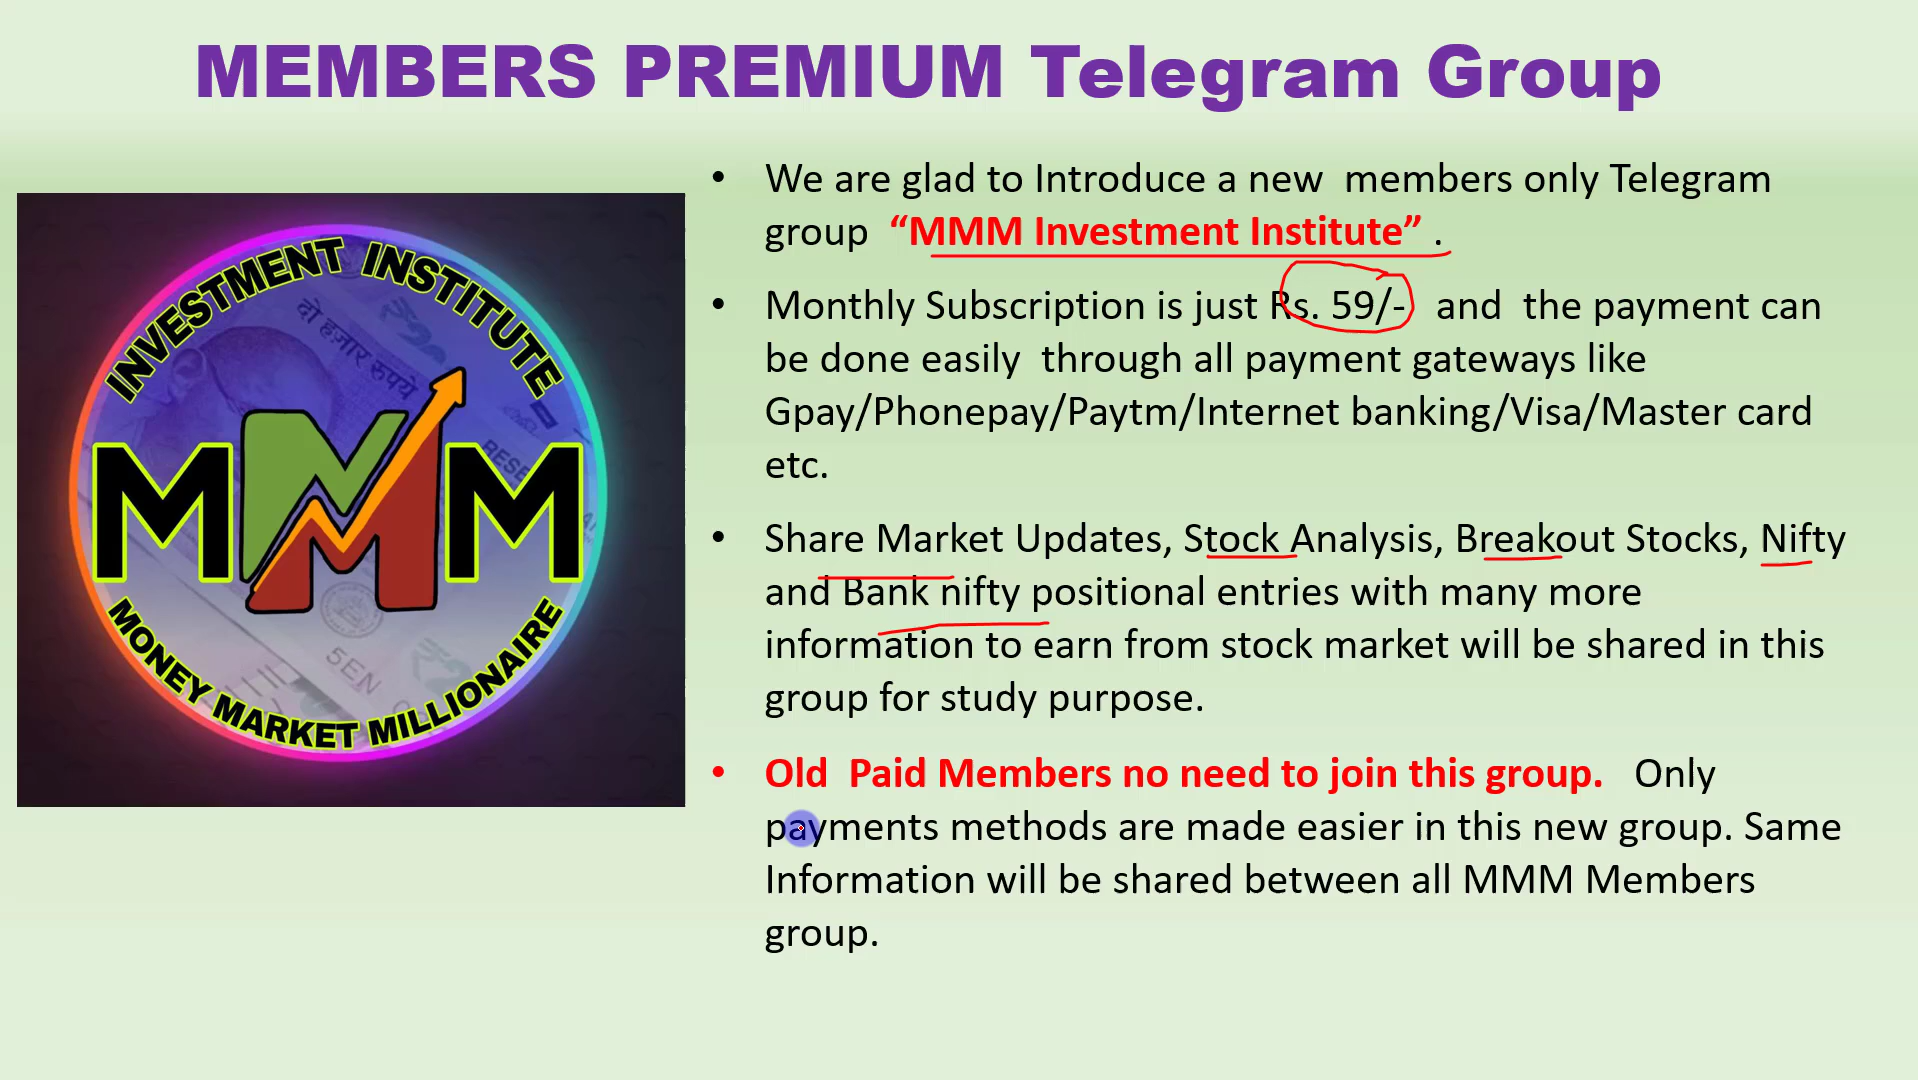 MEMBERS PREMIUM Telegram Group
INVESTMENT INSTITUTE
दो हज़ार रुपये
MMM
5EN
MONEY MARKET MILLIONAIRE
• We are glad to Introduce a new members only Telegram
group “MMM Investment Institute” .
• Monthly Subscription is just Rs. 59/- and the payment can
be done easily through all payment gateways like
Gpay/Phonepay/Paytm/Internet banking/Visa/Master card
etc.
• Share Market Updates, Stock Analysis, Breakout Stocks, Nifty
and Bank nifty positional entries with many more
information to earn from stock market will be shared in this
group for study purpose.
• Old Paid Members no need to join this group. Only
payments methods are made easier in this new group. Same
Information will be shared between all MMM Members
group.